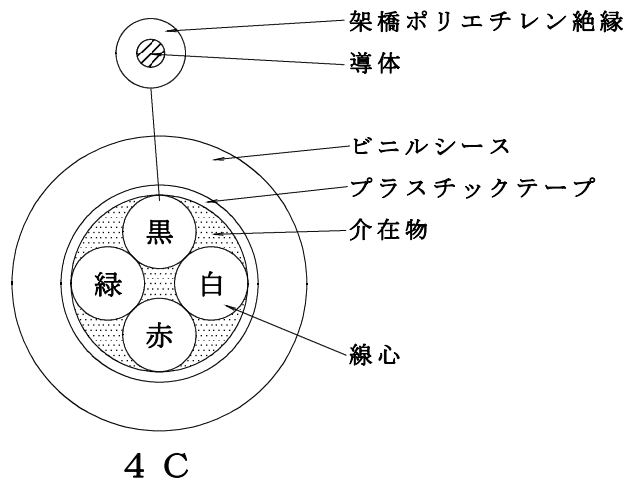 架橋ポリエチレン絶縁
導体
ビニルシース
プラスチックテープ
介在物
黒
緑
白
赤
線心
4 C